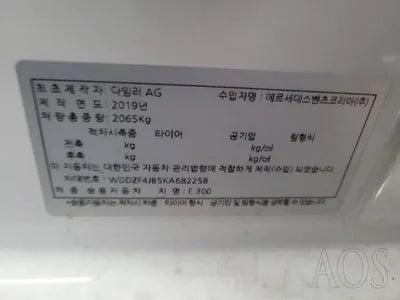 최초제작자: 다임러 AG 수입자명 : 메르세데스벤츠코리아(주)
제 작 연 도: 2019년
차량총중량: 2065Kg
적차시축중 타이어 공기압 림형식
전축: kg kg/㎠
후축: kg kg/㎠
이 자동차는 대한민국 자동차 관리법령에 적합하게 제작(수입) 되었습니다.
차대번호: WDDZF4JB5KA682258
차 종: 승용자동차 차 명: E 300
AOS